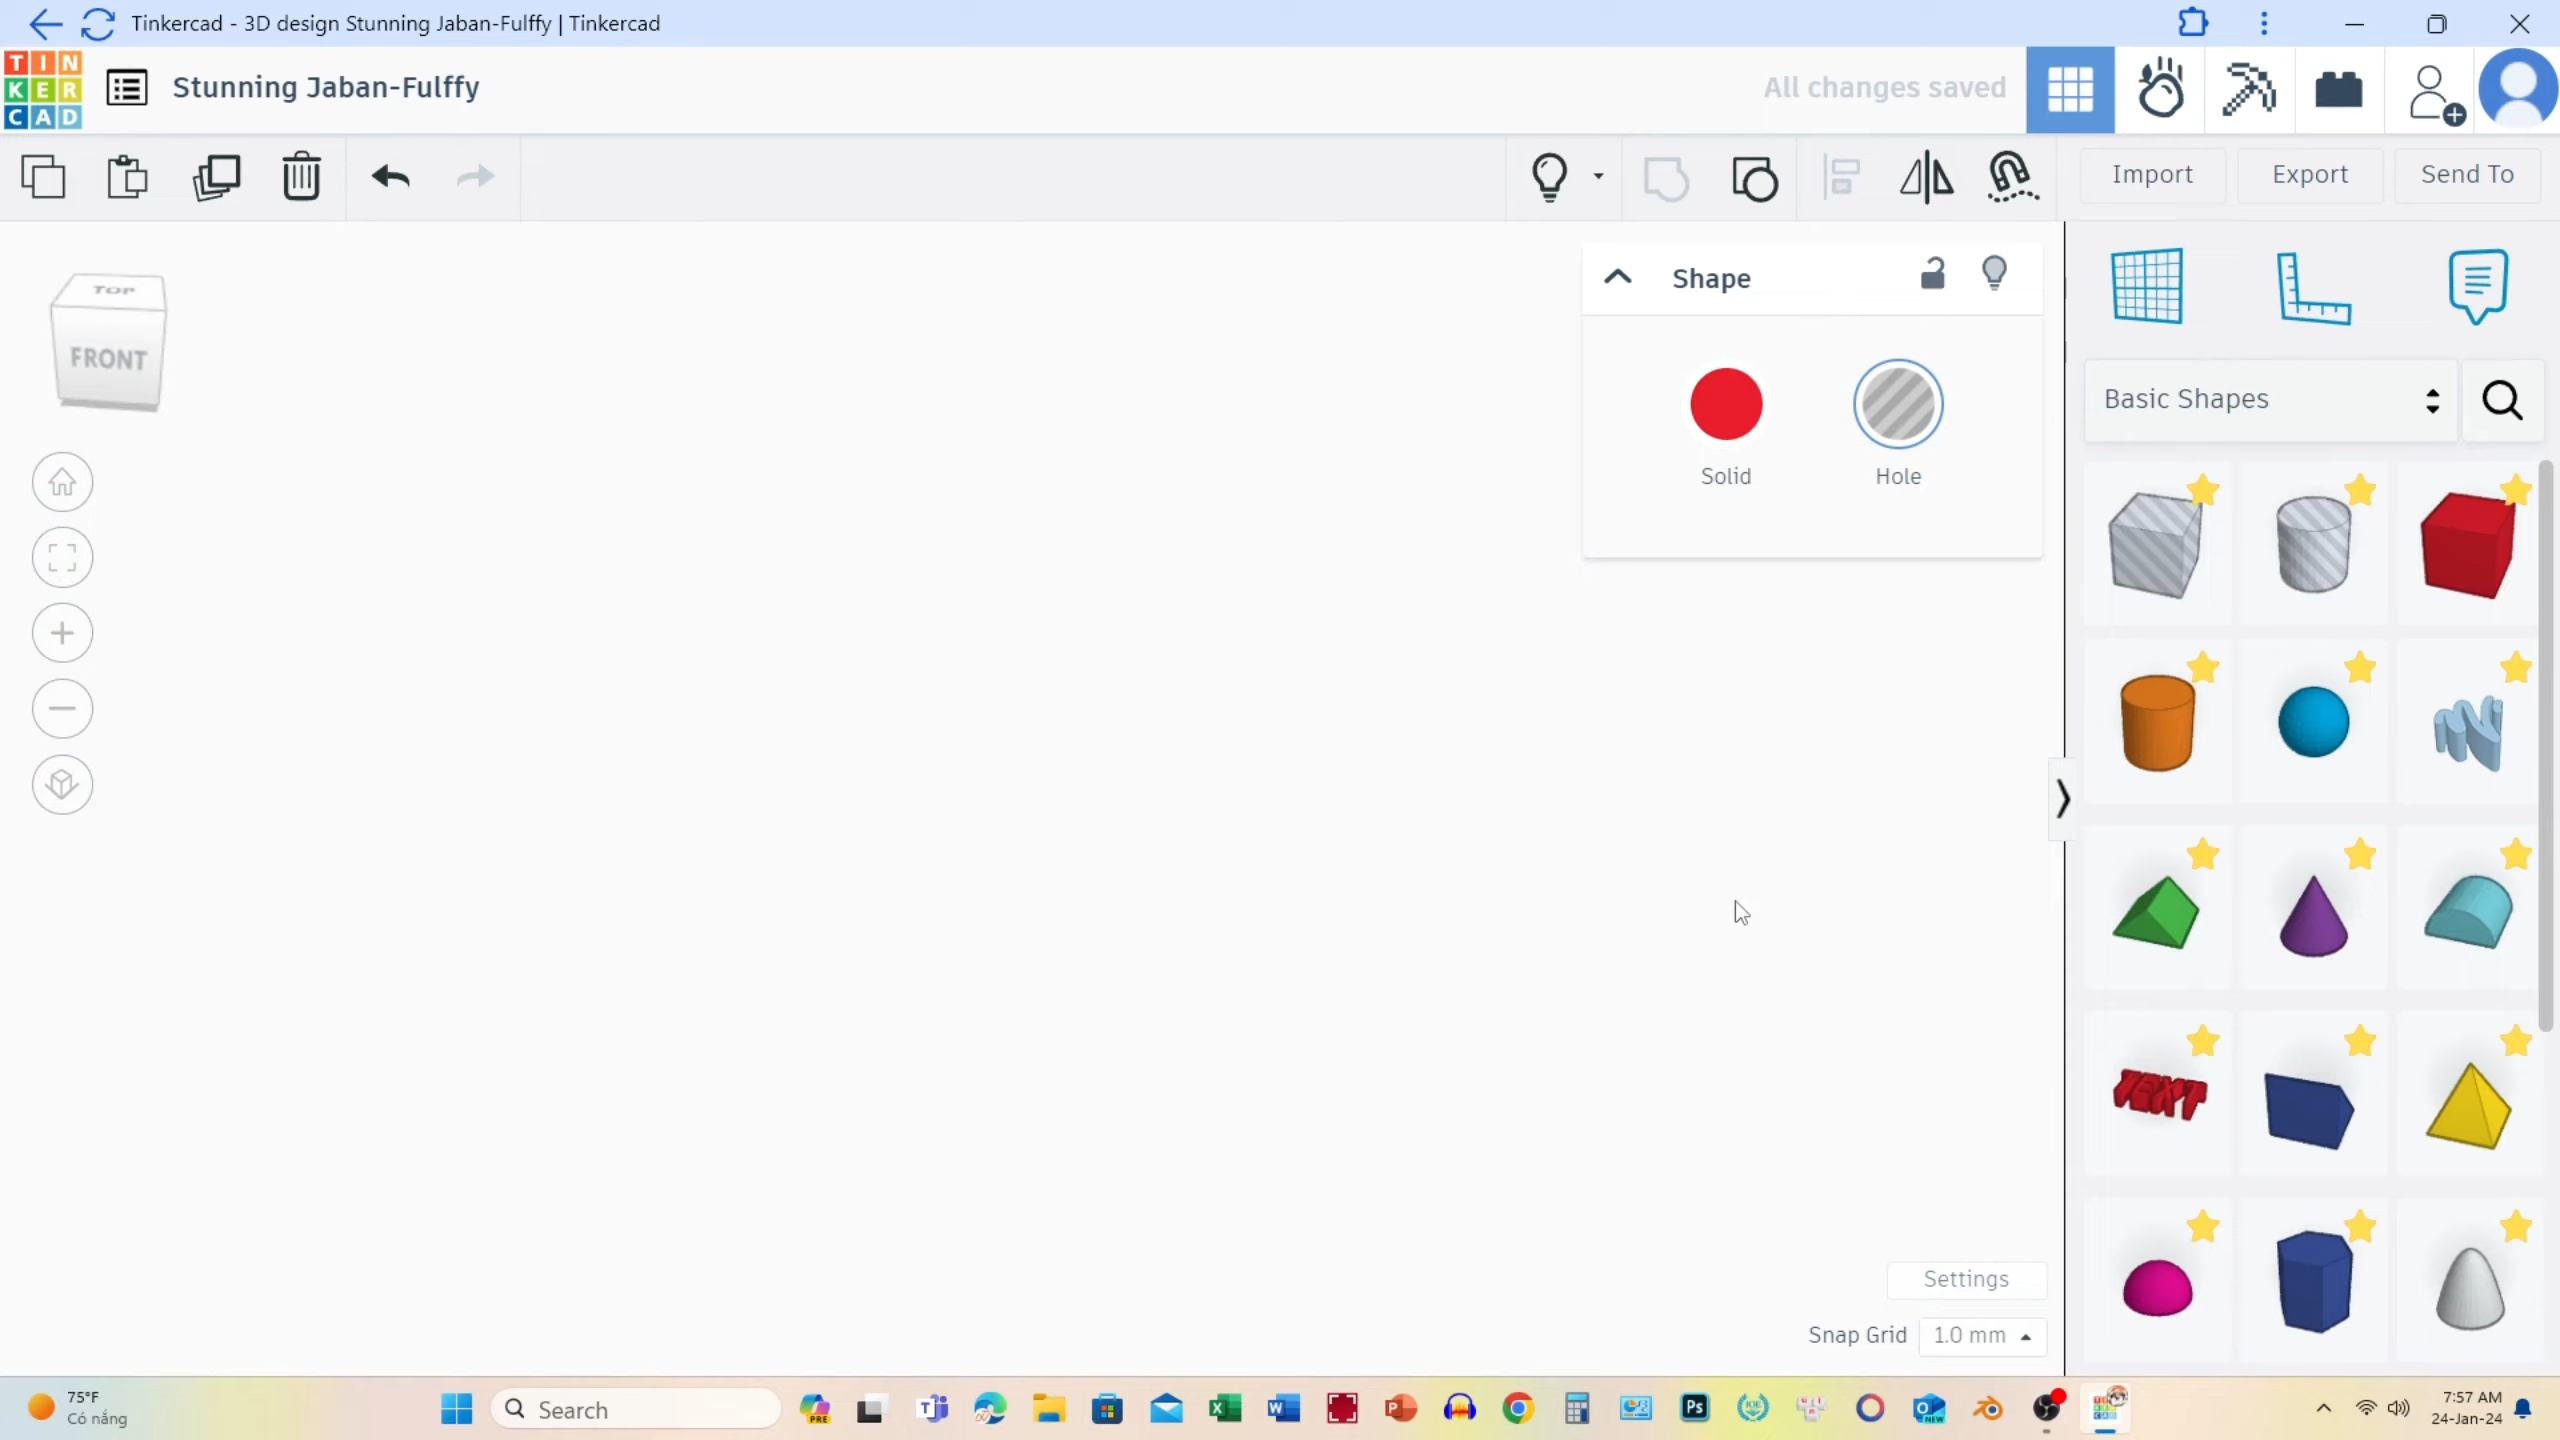 Tinkercad - 3D design Stunning Jaban-Fulffy | Tinkercad
TIN
KER
CAD
Stunning Jaban-Fulffy
All changes saved
Import
Export
Send To
TOP
FRONT
Shape
Solid
Hole
Basic Shapes
TEXT
Settings
Snap Grid
1.0 mm
75°F
Có nắng
Search
PRE
7:57 AM
24-Jan-24